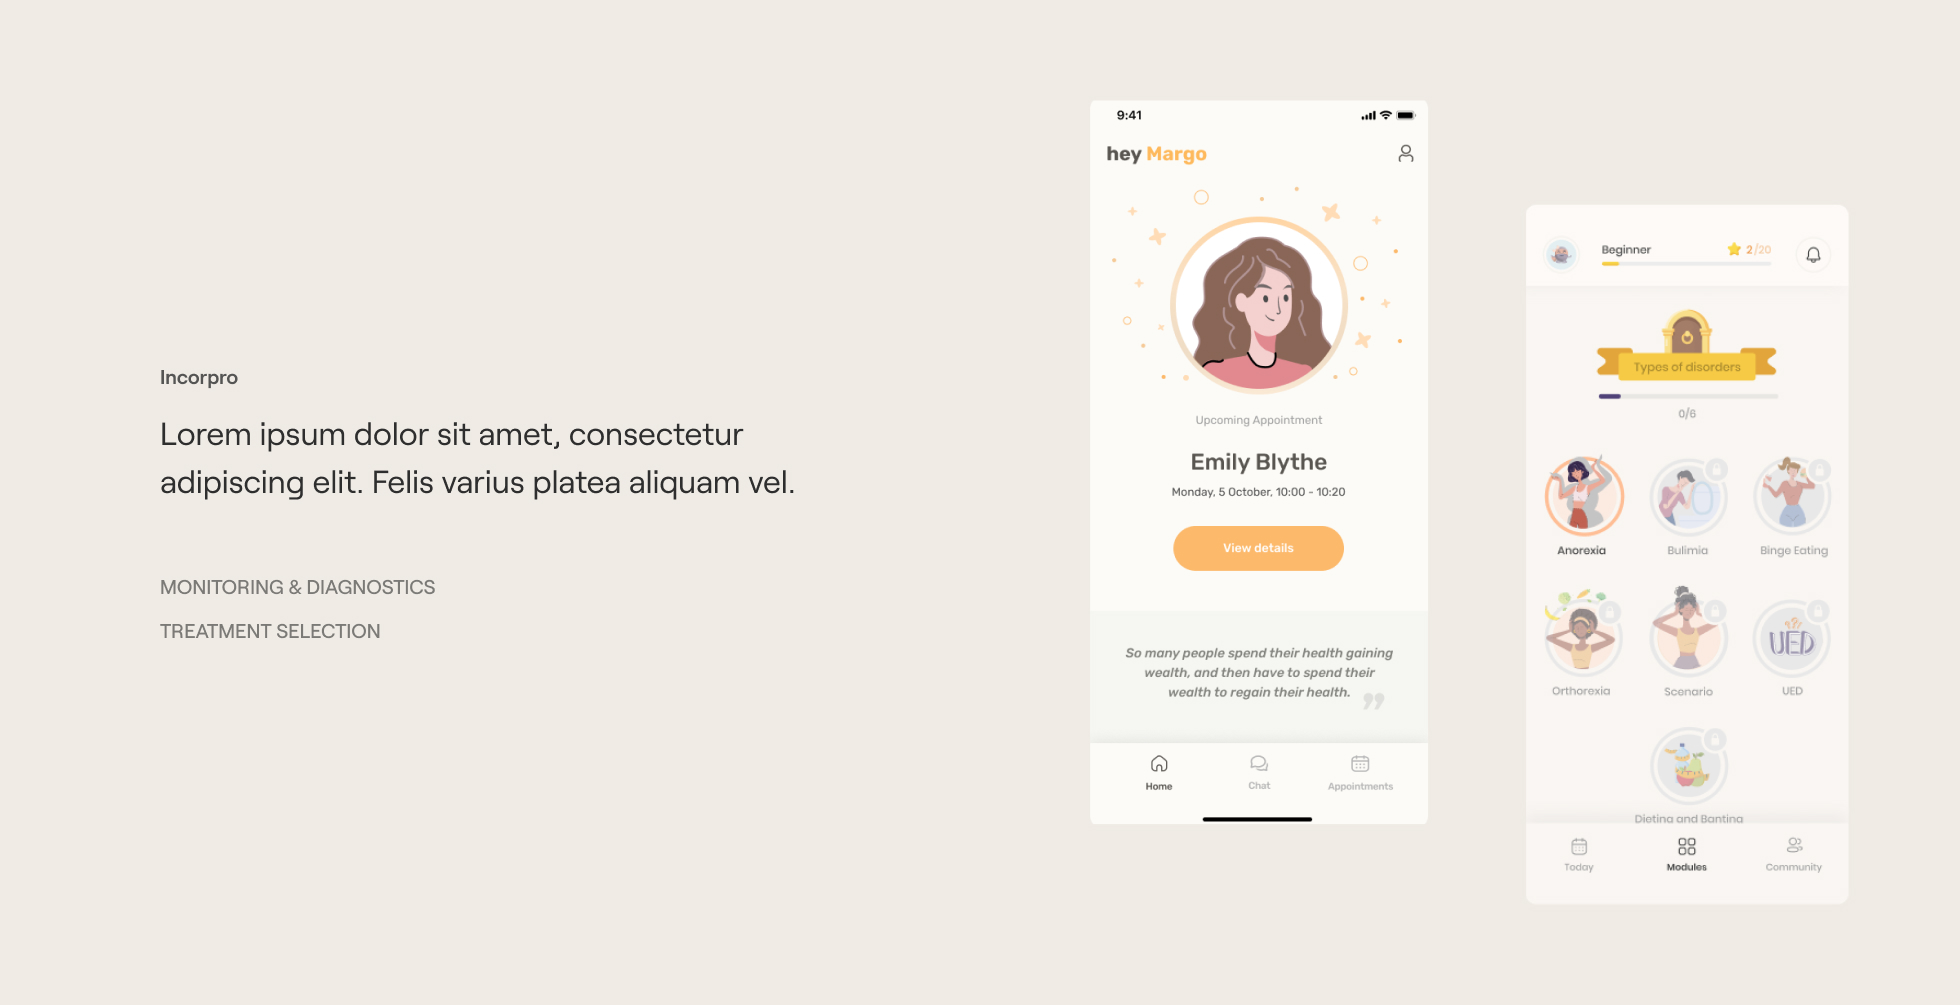 Incorpro
Lorem ipsum dolor sit amet, consectetur
adipiscing elit. Felis varius platea aliquam vel.
MONITORING & DIAGNOSTICS
TREATMENT SELECTION
9:41
hey Margo
Upcoming Appointment
Emily Blythe
Monday, 5 October, 10:00 - 10:20
View details
So many people spend their health gaining
wealth, and then have to spend their
wealth to regain their health.
”
Home Chat Appointments
Beginner 2/20
Types of disorders
0/6
Anorexia Bulimia Binge Eating
UED
Orthorexia Scenario UED
Dieting and Banting
Today Modules Community